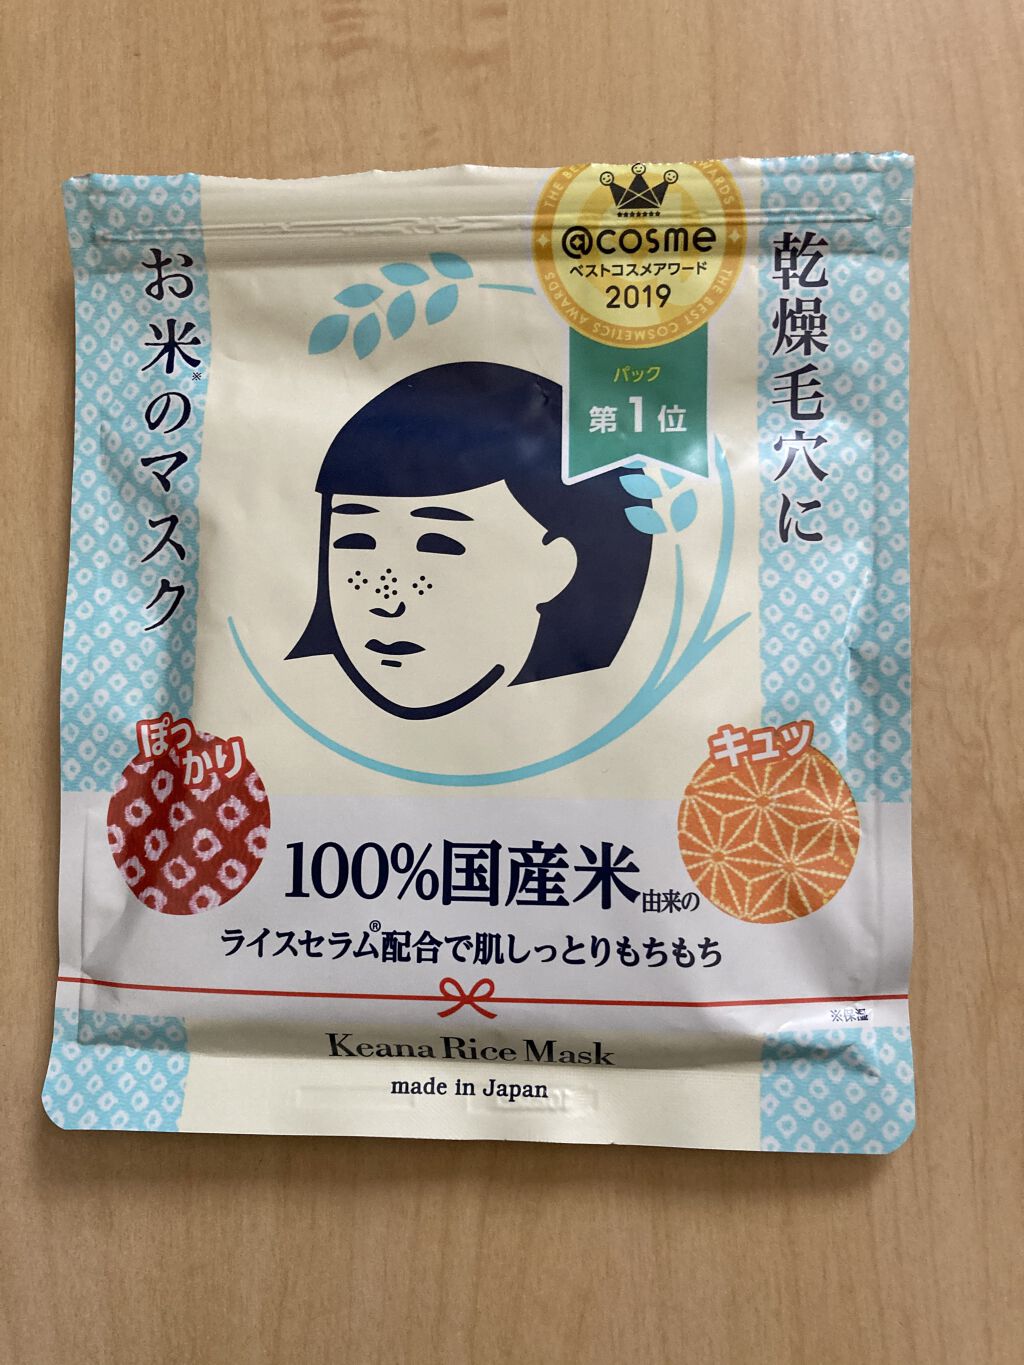 THE BEST COSMETICS AWARDS
@cosme
ベストコスメアワード
2019
パック
第1位
乾燥毛穴に
お米※のマスク
ぽっかり
キュッ
100%国産米由来の
ライスセラム®配合で肌しっとりもちもち
※保湿
Keana Rice Mask
made in Japan